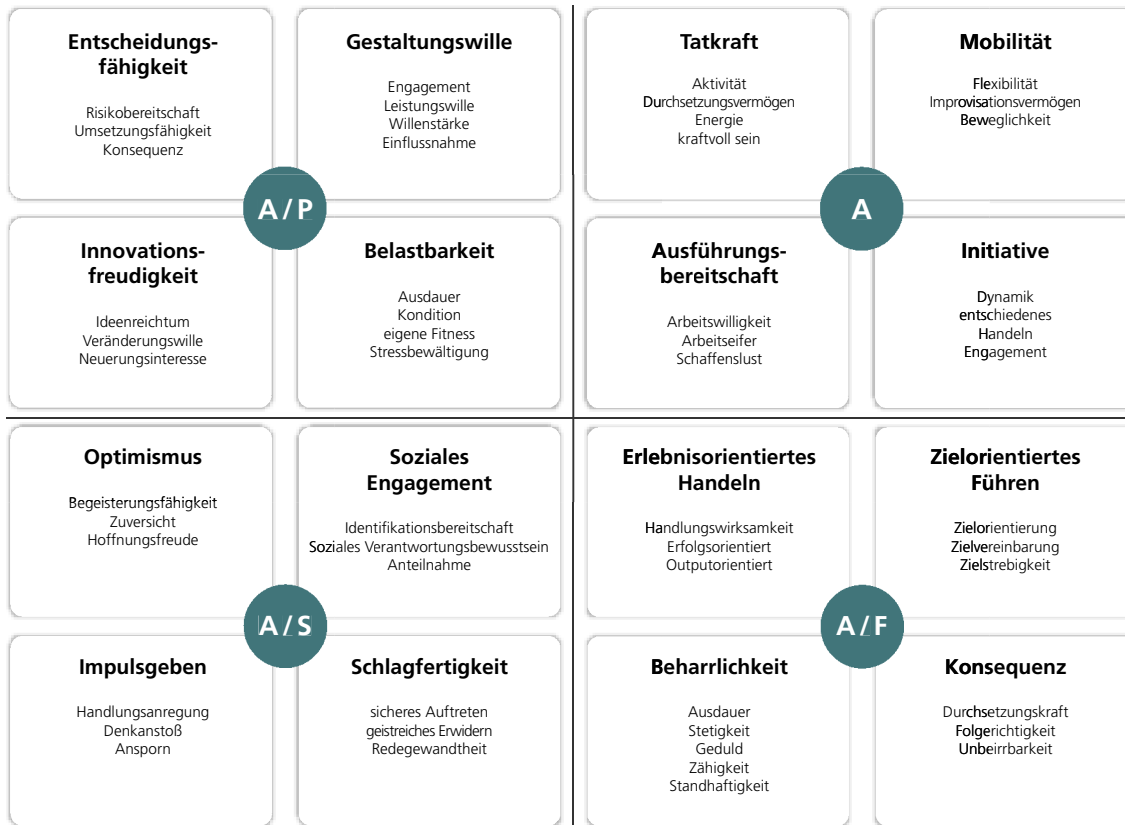 Entscheidungs-
fähigkeit
Risikobereitschaft
Umsetzungsfähigkeit
Konsequenz
Gestaltungswille
Engagement
Leistungswille
Willenstärke
Einflussnahme
A/P
Innovations-
freudigkeit
Ideenreichtum
Veränderungswille
Neuerungsinteresse
Belastbarkeit
Ausdauer
Kondition
eigene Fitness
Stressbewältigung
Tatkraft
Aktivität
Durchsetzungsvermögen
Energie
kraftvoll sein
Mobilität
Flexibilität
Improvisationsvermögen
Beweglichkeit
A
Ausführungs-
bereitschaft
Arbeitswilligkeit
Arbeitseifer
Schaffenslust
Initiative
Dynamik
entschiedenes
Handeln
Engagement
Optimismus
Begeisterungsfähigkeit
Zuversicht
Hoffnungsfreude
Soziales
Engagement
Identifikationsbereitschaft
Soziales Verantwortungsbewusstsein
Anteilnahme
A/S
Impulsgeben
Handlungsanregung
Denkanstoß
Ansporn
Schlagfertigkeit
sicheres Auftreten
geistreiches Erwidern
Redegewandtheit
Erlebnisorientiertes
Handeln
Handlungswirksamkeit
Erfolgsorientiert
Outputorientiert
Zielorientiertes
Führen
Zielorientierung
Zielvereinbarung
Zielstrebigkeit
A/F
Beharrlichkeit
Ausdauer
Stetigkeit
Geduld
Zähigkeit
Standhaftigkeit
Konsequenz
Durchsetzungskraft
Folgerichtigkeit
Unbeirrbarkeit